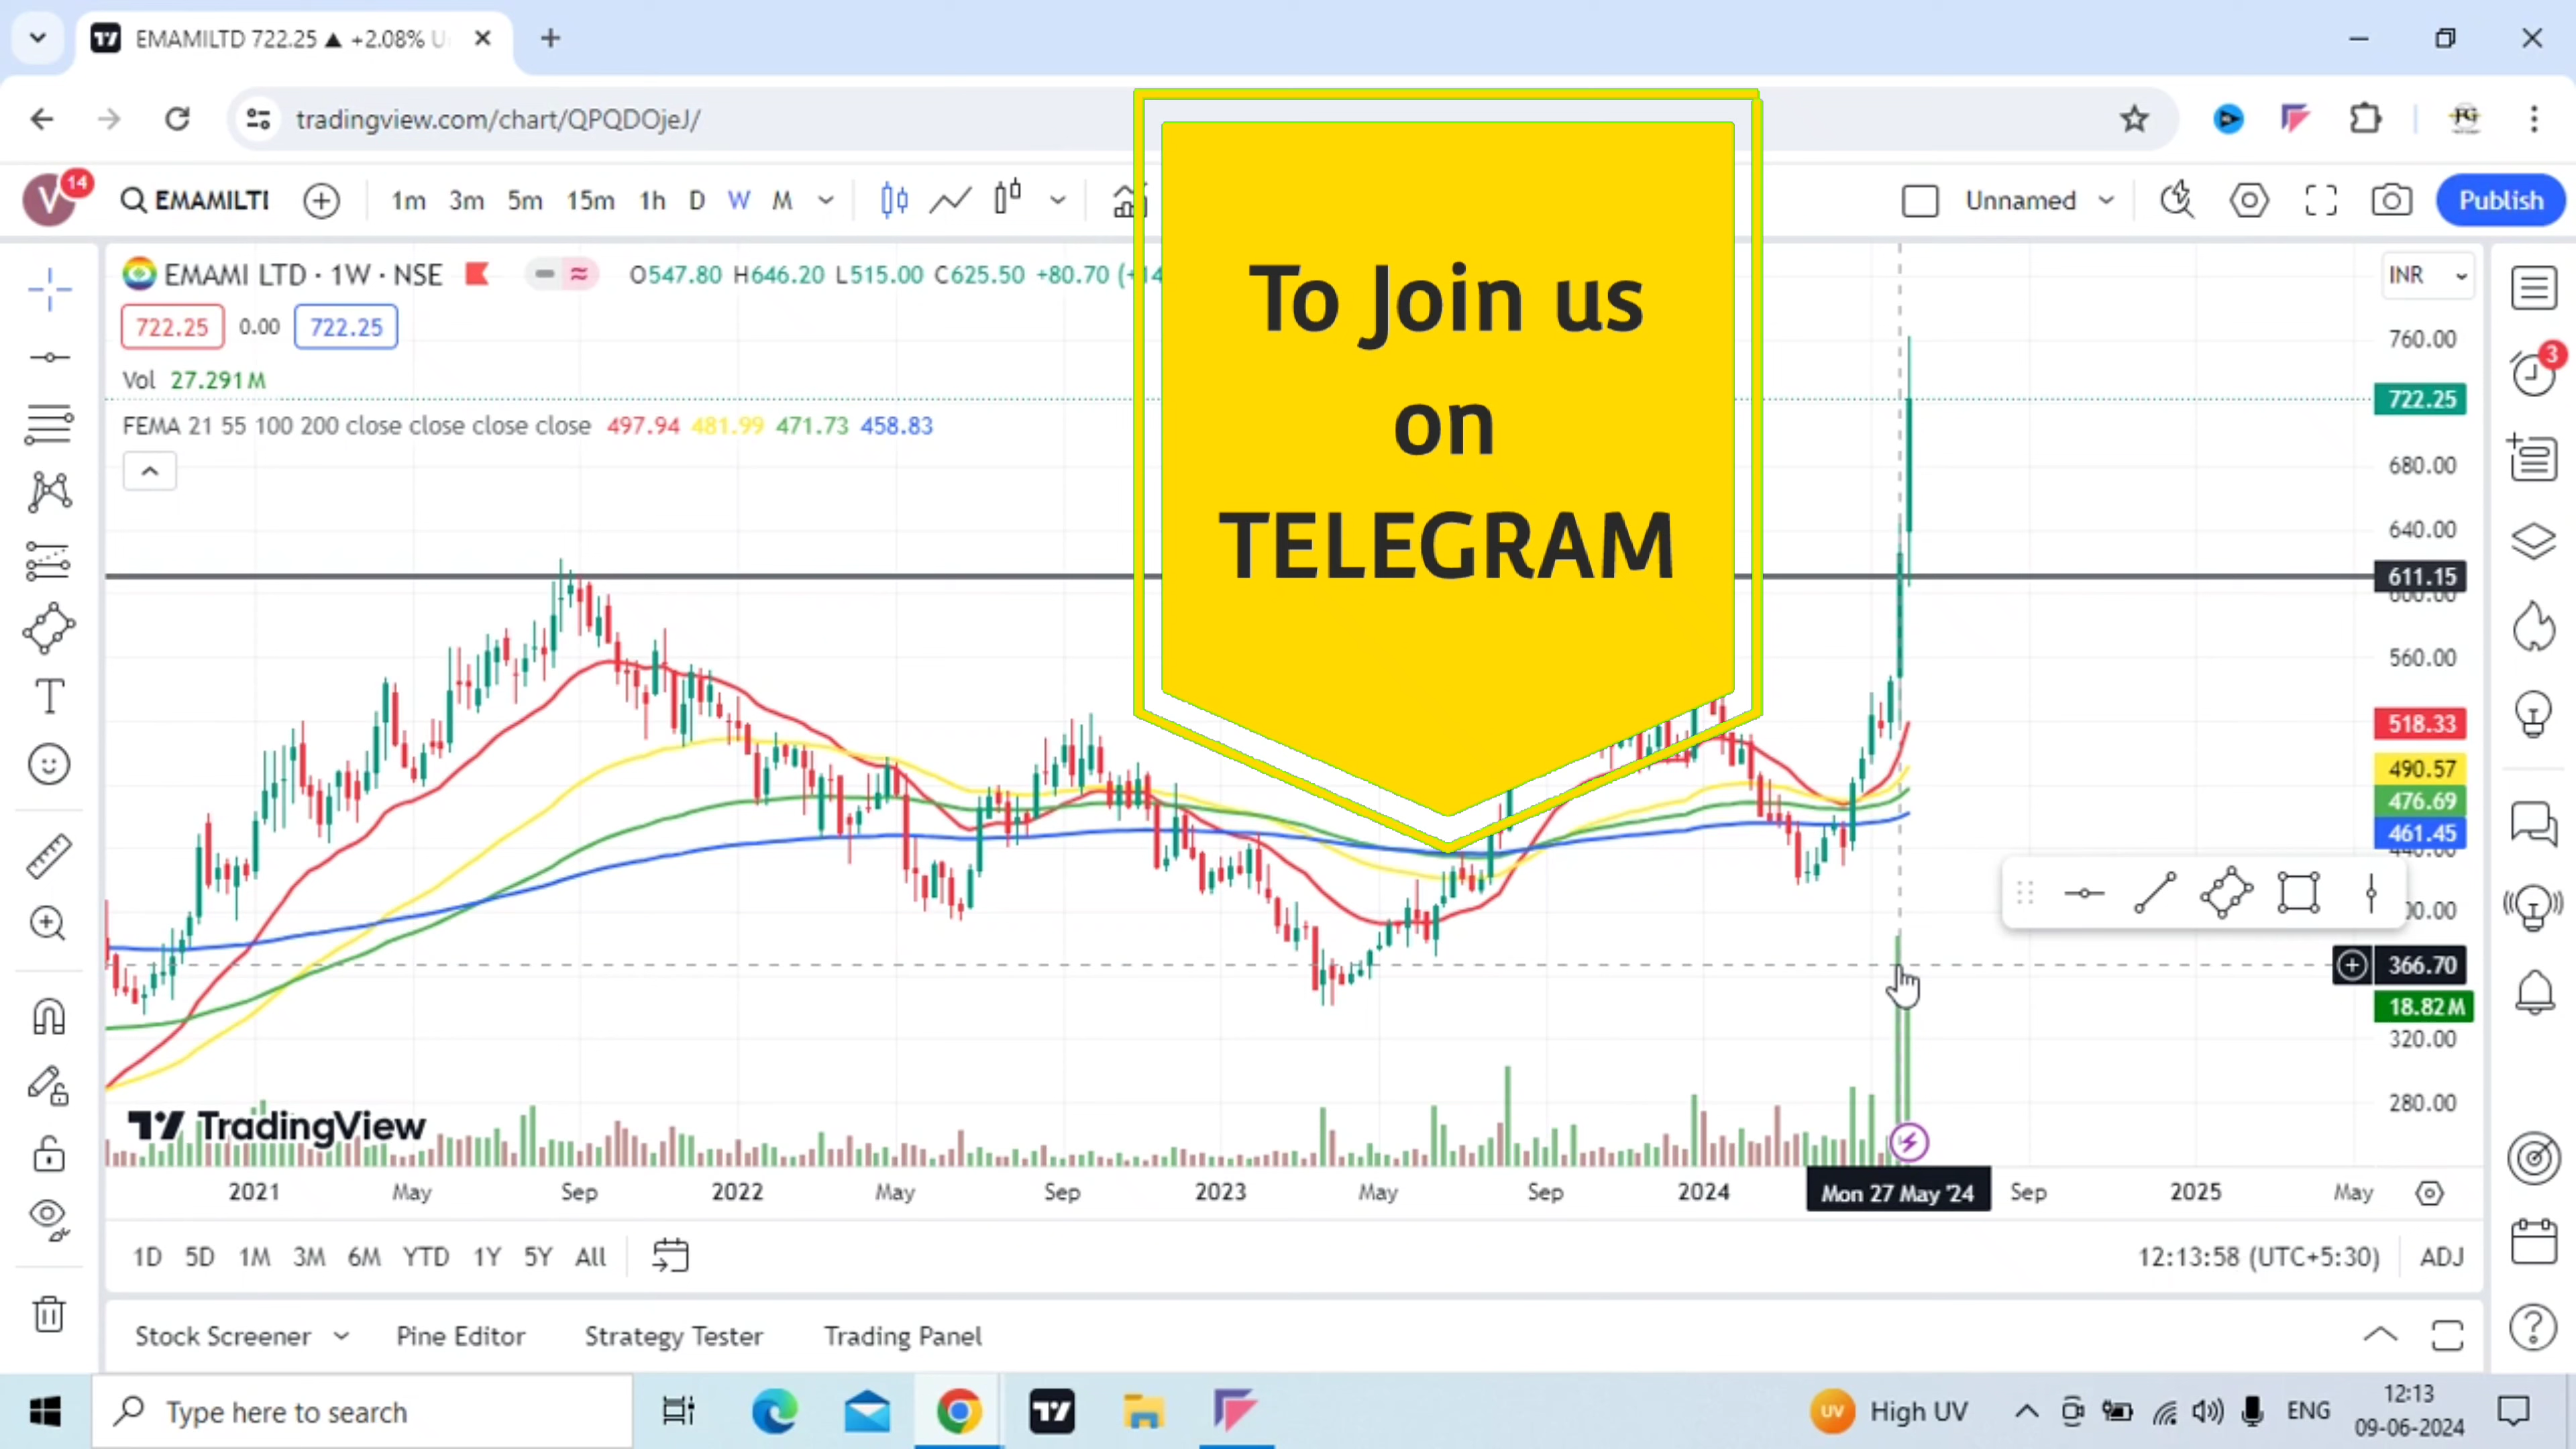 EMAMILTD 722.25 ▲ +2.08%
tradingview.com/chart/QPQDOjeJ/
V 14 EMAMILTI 1m 3m 5m 15m 1h D W M Unnamed Publish
EMAMI LTD · 1W · NSE O547.80 H646.20 L515.00 C625.50 +80.70 (+14
INR
722.25 0.00 722.25
Vol 27.291M
FEMA 21 55 100 200 close close close close 497.94 481.99 471.73 458.83
To Join us
on
TELEGRAM
760.00
3
722.25
680.00
640.00
611.15
560.00
518.33
490.57
476.69
461.45
366.70
18.82M
320.00
280.00
TradingView
2021 May Sep 2022 May Sep 2023 May Sep 2024 Mon 27 May '24 Sep 2025 May
1D 5D 1M 3M 6M YTD 1Y 5Y All 12:13:58 (UTC+5:30) ADJ
Stock Screener Pine Editor Strategy Tester Trading Panel
Type here to search
UV High UV ENG 12:13
09-06-2024